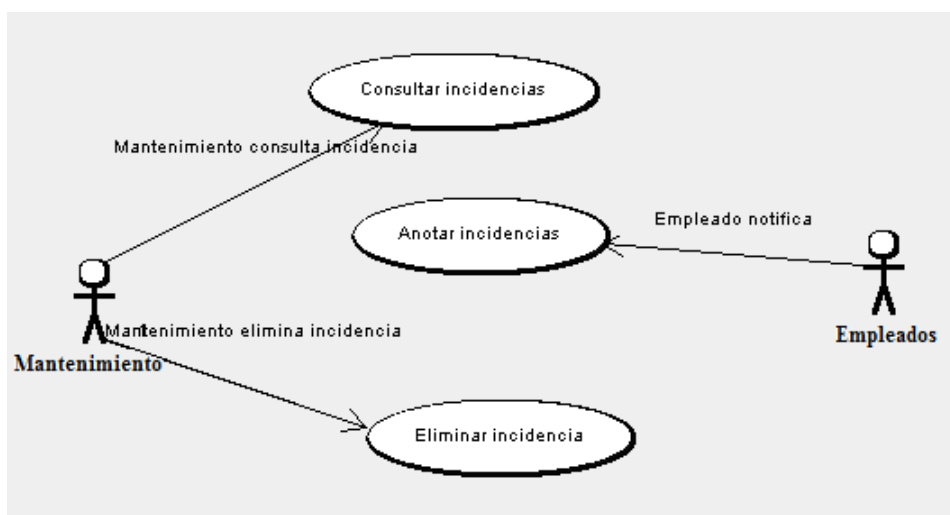 Consultar incidencias
Mantenimiento consulta incidencia
Empleado notifica
Anotar incidencias
Mantenimiento elimina incidencia
Empleados
Mantenimiento
Eliminar incidencia